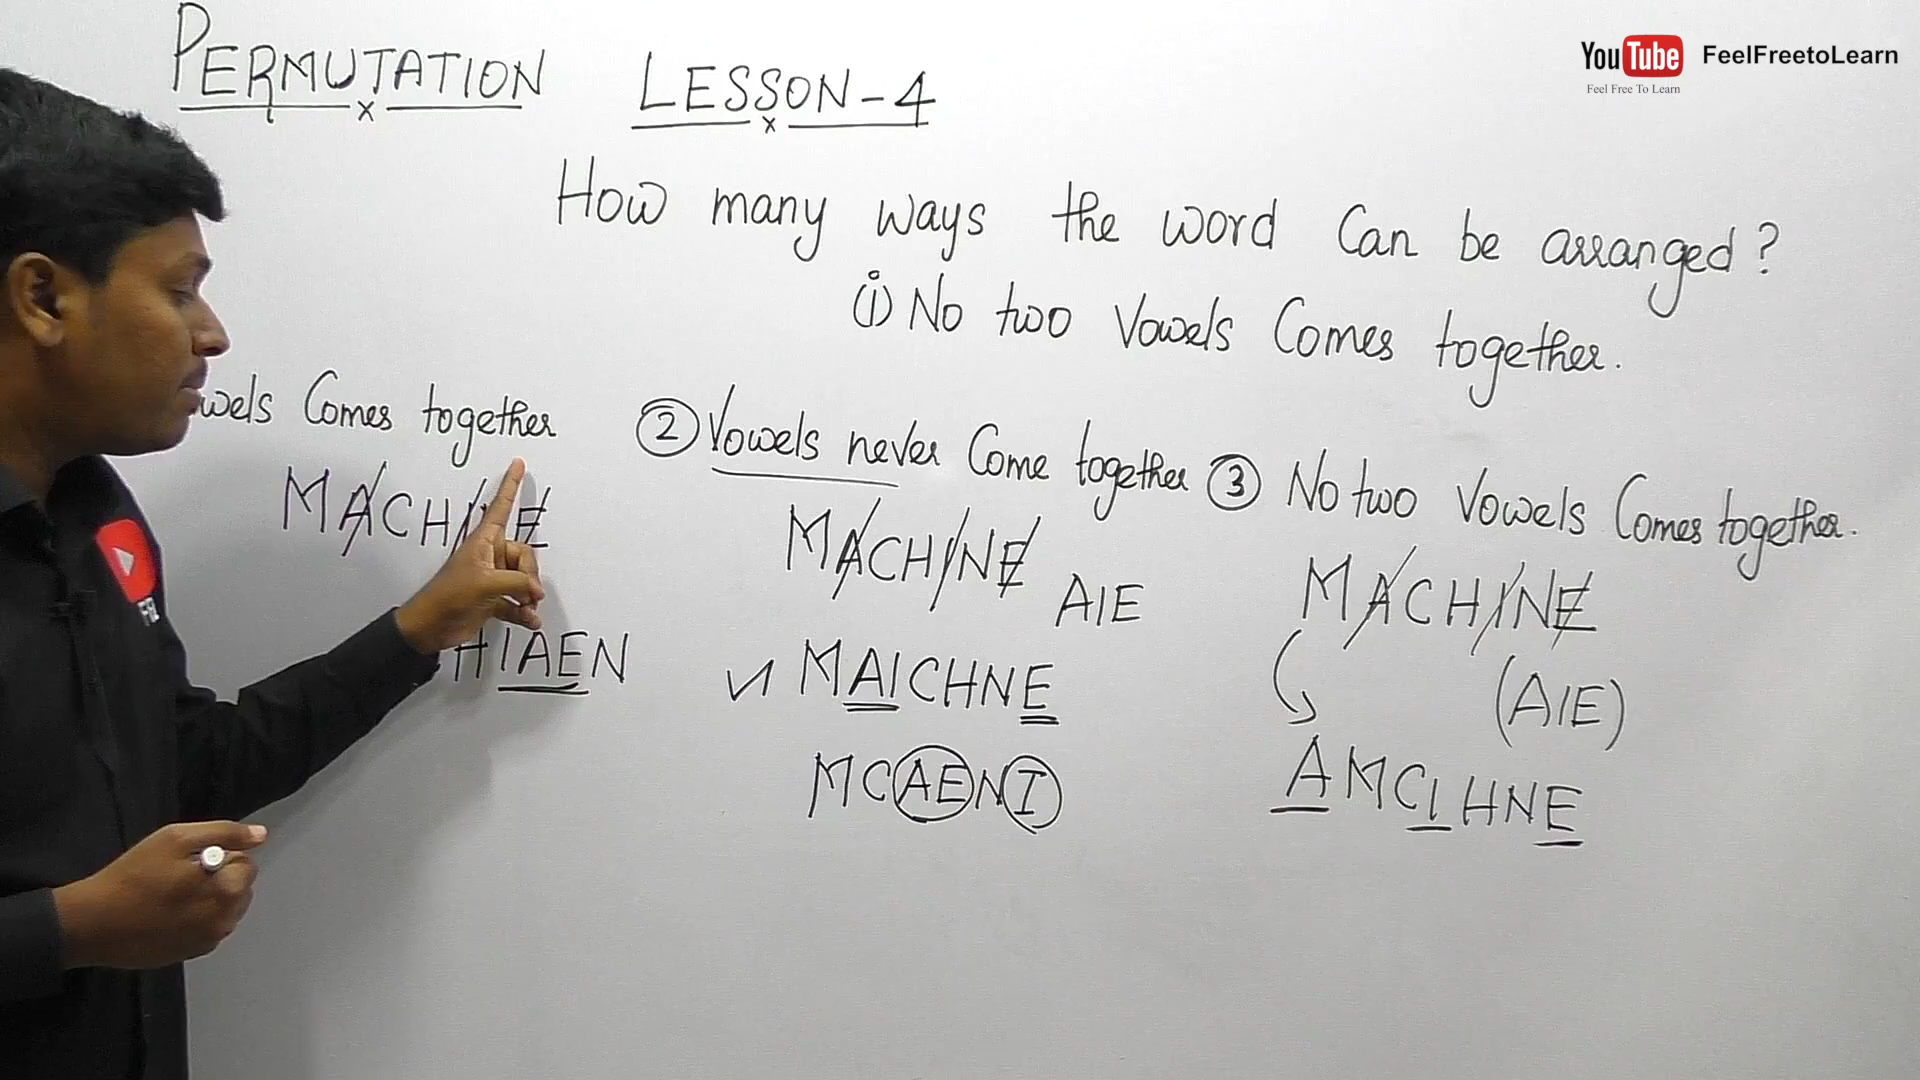 PERMUTATION LESSON-4
YouTube FeelFreetoLearn
Feel Free To Learn
How many ways the word Can be arranged?
(i) No two Vowels Comes together.
Comes together
② Vowels never Come together
③ No two Vowels Comes together.
MACHINE
MACHINE
AIE
MACHINE
HIAEN
MAICHNE
(AIE)
MCAENI
AMCIHNE